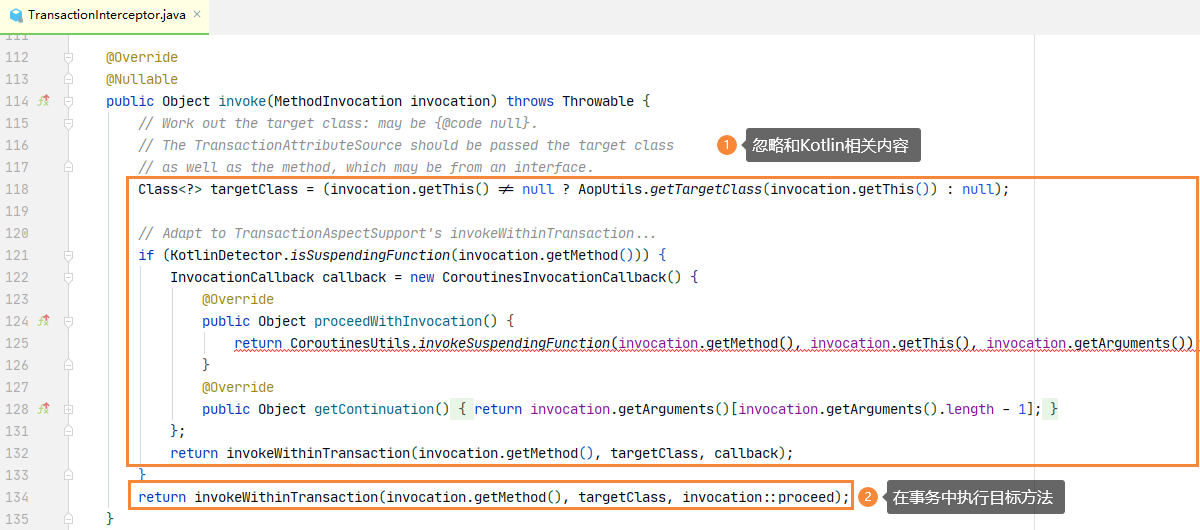 TransactionInterceptor.java ×
111
112 @Override
113 @Nullable
114 public Object invoke(MethodInvocation invocation) throws Throwable {
115 // Work out the target class: may be {@code null}.
116 // The TransactionAttributeSource should be passed the target class
1 忽略和Kotlin相关内容
117 // as well as the method, which may be from an interface.
118 Class<?> targetClass = (invocation.getThis() != null ? AopUtils.getTargetClass(invocation.getThis()) : null);
119
120 // Adapt to TransactionAspectSupport's invokeWithinTransaction...
121 if (KotlinDetector.isSuspendingFunction(invocation.getMethod())) {
122 InvocationCallback callback = new CoroutinesInvocationCallback() {
123 @Override
124 public Object proceedWithInvocation() {
125 return CoroutinesUtils.invokeSuspendingFunction(invocation.getMethod(), invocation.getThis(), invocation.getArguments())
126 }
127 @Override
128 public Object getContinuation() { return invocation.getArguments()[invocation.getArguments().length - 1]; }
131 };
132 return invokeWithinTransaction(invocation.getMethod(), targetClass, callback);
133 }
134 return invokeWithinTransaction(invocation.getMethod(), targetClass, invocation::proceed);
2 在事务中执行目标方法
135 }